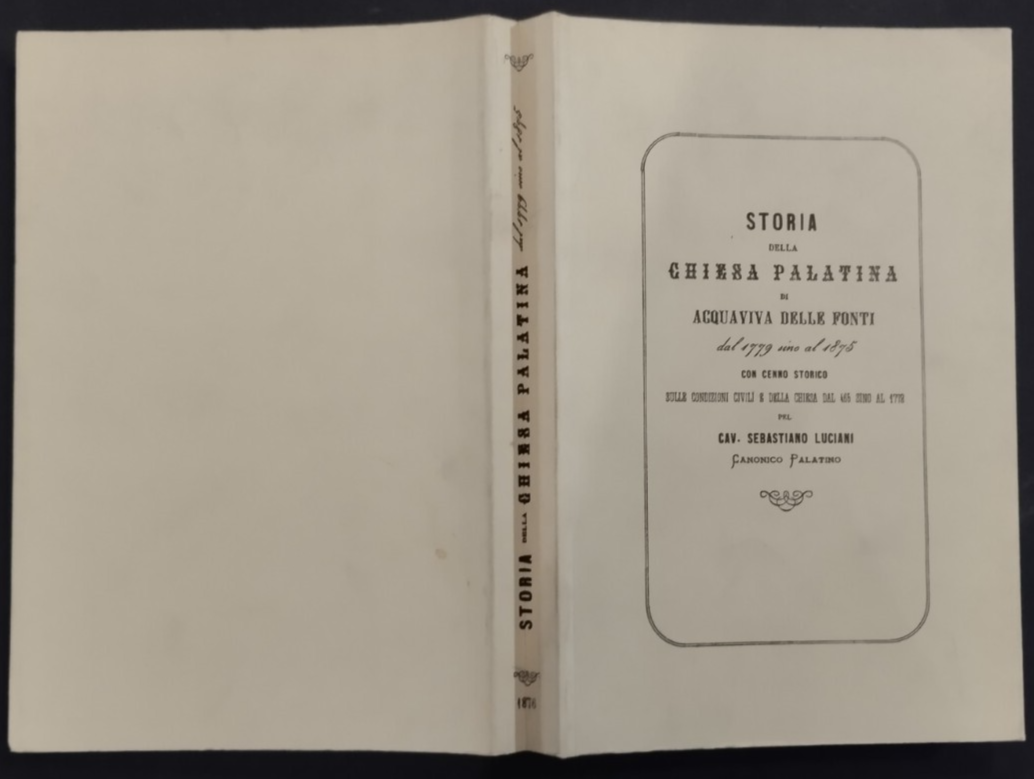 STORIA
DELLA
CHIESA PALATINA
DI
ACQUAVIVA DELLE FONTI
dal 1779 sino al 1875
CON CENNO STORICO
SULLE CONDIZIONI CIVILI E DELLA CHIESA DAL 465 SINO AL 1778
PEL
CAV. SEBASTIANO LUCIANI
CANONICO PALATINO
STORIA DELLA CHIESA PALATINA dal 1779 sino al 1875
1876